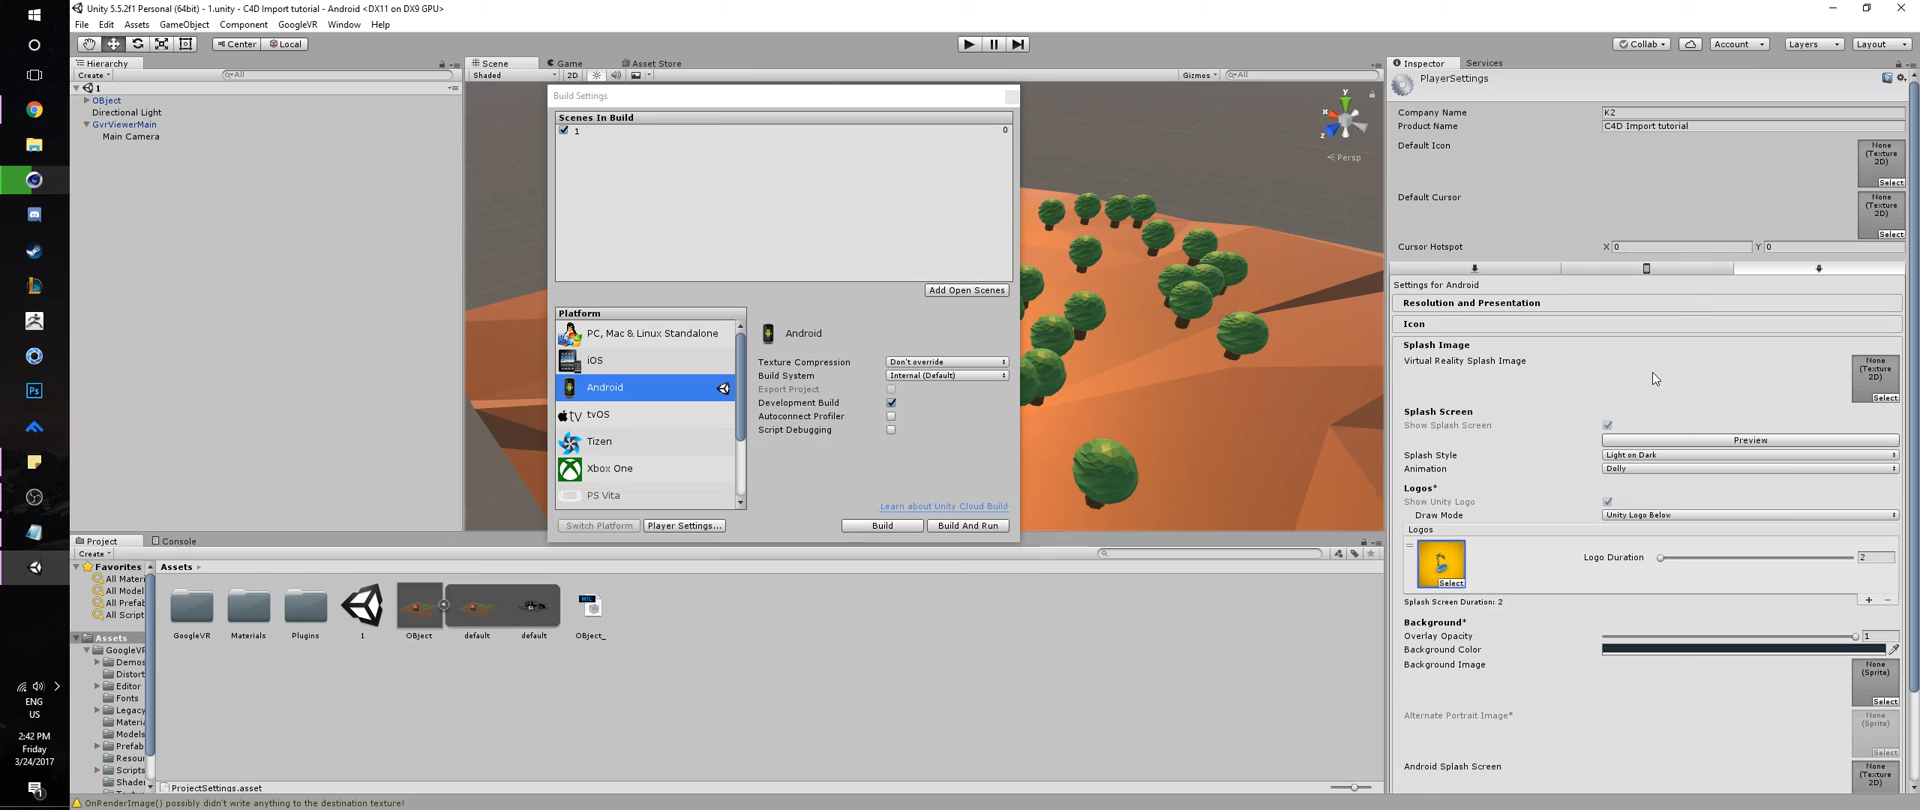 Unity 5.5.2f1 Personal (64bit) - 1.unity - C4D Import tutorial - Android <DX11 on DX9 GPU>
File Edit Assets GameObject Component GoogleVR Window Help
Center Local
Collab Account Layers Layout
Hierarchy
Create All
1
OBject
Directional Light
GvrViewerMain
Main Camera
Scene Game Asset Store
Shaded 2D Gizmos All
Persp
y
x
z
Build Settings
Scenes In Build
1 0
Add Open Scenes
Platform
PC, Mac & Linux Standalone
iOS
Android
tvOS
Tizen
Xbox One
PS Vita
Android
Texture Compression Don't override
Build System Internal (Default)
Export Project
Development Build
Autoconnect Profiler
Script Debugging
Learn about Unity Cloud Build
Switch Platform Player Settings... Build Build And Run
Inspector Services
PlayerSettings
Company Name K2
Product Name C4D Import tutorial
Default Icon
None (Texture 2D)
Select
Default Cursor
None (Texture 2D)
Select
Cursor Hotspot X 0 Y 0
Settings for Android
Resolution and Presentation
Icon
Splash Image
Virtual Reality Splash Image
None (Texture 2D)
Select
Splash Screen
Show Splash Screen
Preview
Splash Style Light on Dark
Animation Dolly
Logos*
Show Unity Logo
Draw Mode Unity Logo Below
Logos
Select
Logo Duration 2
Splash Screen Duration: 2
Background*
Overlay Opacity 1
Background Color
Background Image
None (Sprite)
Select
Alternate Portrait Image*
None (Sprite)
Select
Android Splash Screen
None (Texture 2D)
Project Console
Create
Favorites
All Materi
All Model
All Prefab
All Script
Assets
GoogleVR
Demos
Distort
Editor
Fonts
Legacy
Materia
Models
Prefab
Resour
Scripts
Shader
Assets
GoogleVR Materials Plugins 1 OBject default default OBject_
MTL
ProjectSettings.asset
OnRenderImage() possibly didn't write anything to the destination texture!
ENG
US
2:42 PM
Friday
3/24/2017